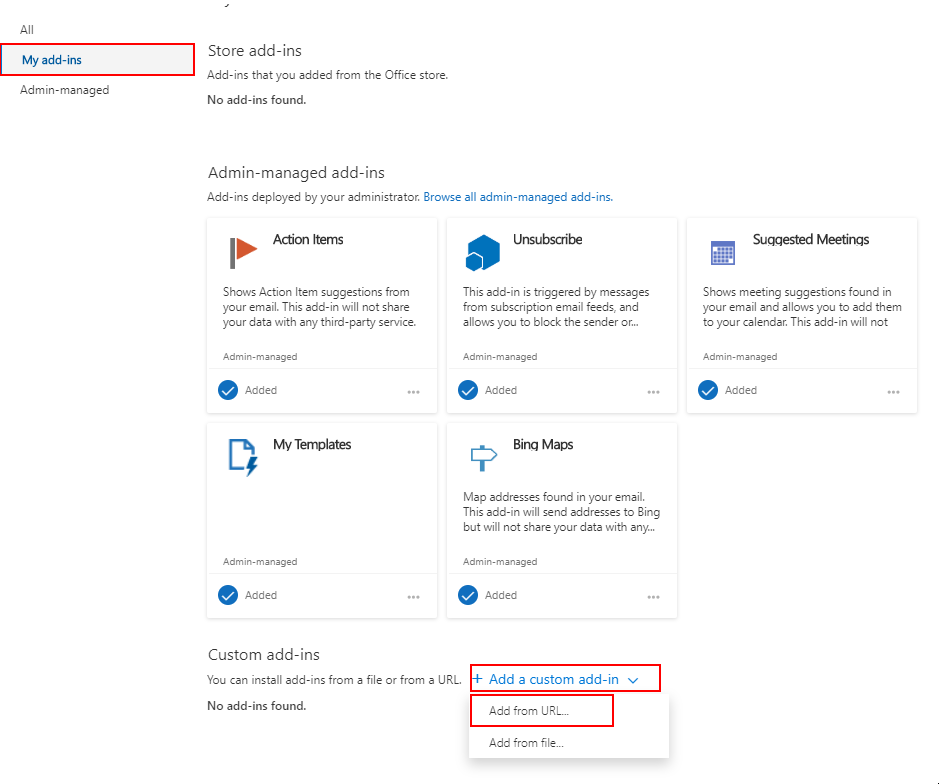 All
My add-ins
Admin-managed
Store add-ins
Add-ins that you added from the Office store.
No add-ins found.
Admin-managed add-ins
Add-ins deployed by your administrator. Browse all admin-managed add-ins.
Action Items
Shows Action Item suggestions from
your email. This add-in will not share
your data with any third-party service.
Admin-managed
Added
Unsubscribe
This add-in is triggered by messages
from subscription email feeds, and
allows you to block the sender or...
Admin-managed
Added
Suggested Meetings
Shows meeting suggestions found in
your email and allows you to add them
to your calendar. This add-in will not
Admin-managed
Added
My Templates
Admin-managed
Added
Bing Maps
Map addresses found in your email.
This add-in will send addresses to Bing
but will not share your data with any...
Admin-managed
Added
Custom add-ins
You can install add-ins from a file or from a URL.
+ Add a custom add-in
No add-ins found.
Add from URL...
Add from file...